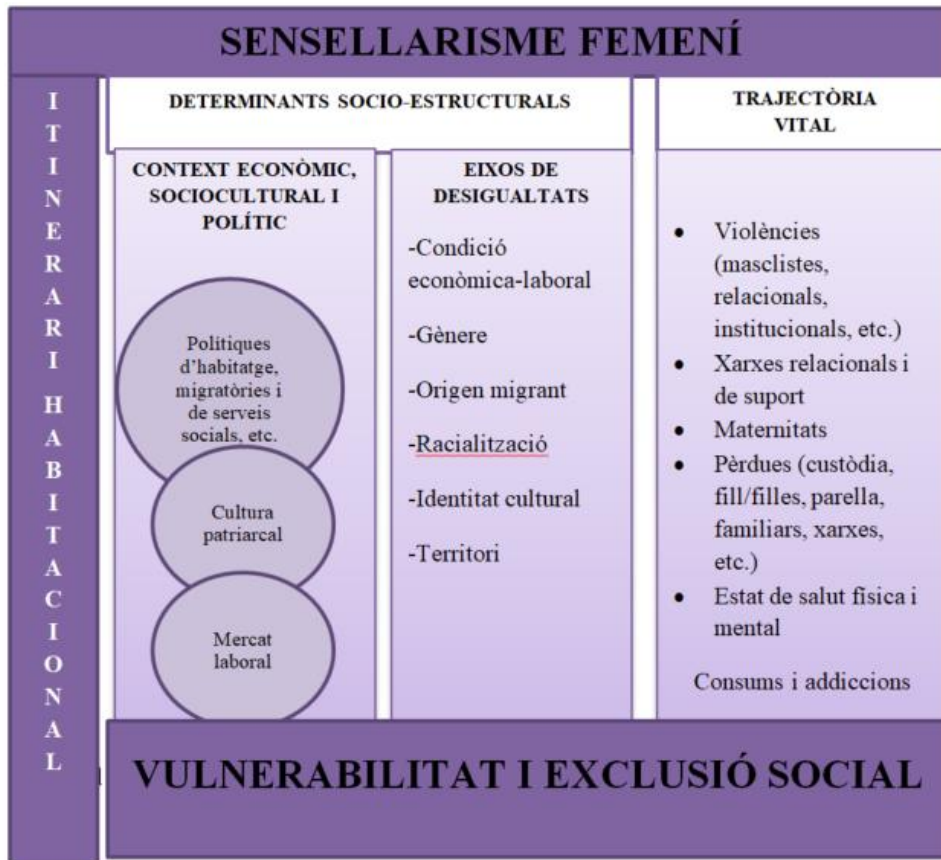 SENSELLARISME FEMENÍ
ITINERARI HABITACIONAL
DETERMINANTS SOCIO-ESTRUCTURALS
CONTEXT ECONÒMIC,
SOCIOCULTURAL I
POLÍTIC
Polítiques
d'habitatge,
migratòries i
de serveis
socials, etc.
Cultura
patriarcal
Mercat
laboral
EIXOS DE
DESIGUALTATS
-Condició
econòmica-laboral
-Gènere
-Origen migrant
-Racialització
-Identitat cultural
-Territori
TRAJECTÒRIA
VITAL
• Violències
(masclistes,
relacionals,
institucionals, etc.)
• Xarxes relacionals i
de suport
• Maternitats
• Pèrdues (custòdia,
fill/filles, parella,
familiars, xarxes,
etc.)
• Estat de salut física i
mental
Consums i addiccions
VULNERABILITAT I EXCLUSIÓ SOCIAL